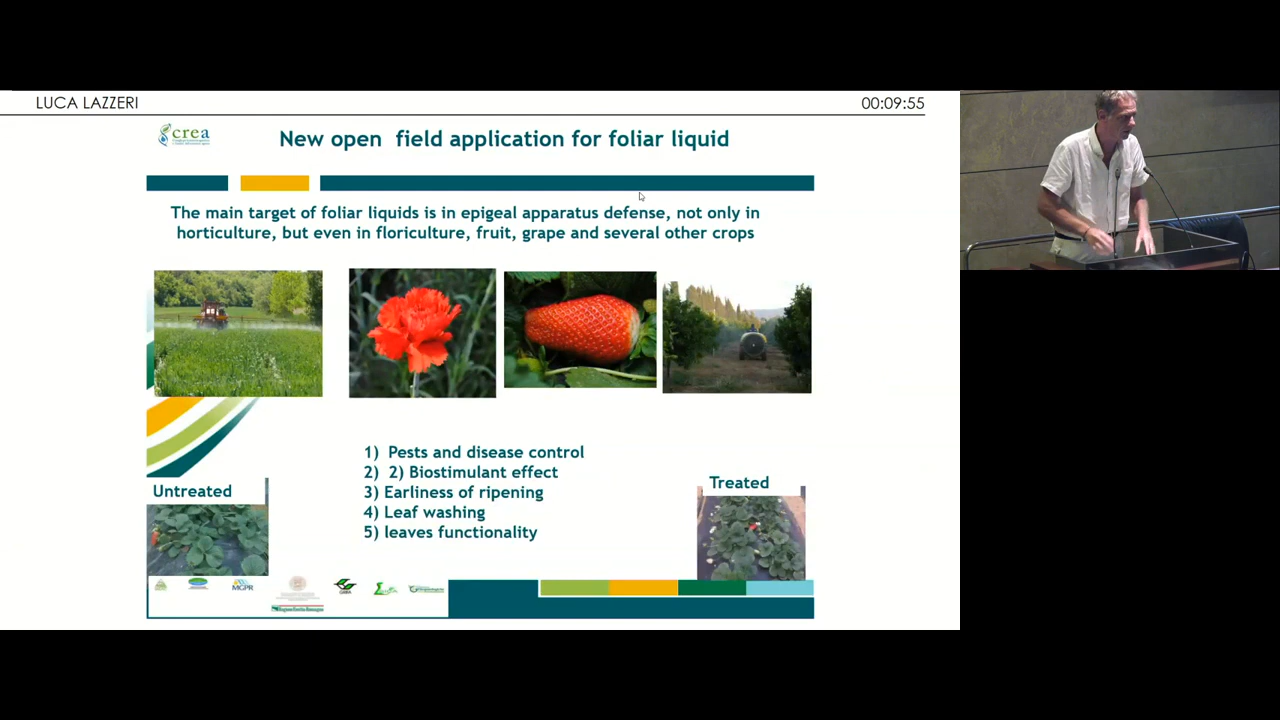 LUCA LAZZERI
00:09:55
crea
New open field application for foliar liquid
The main target of foliar liquids is in epigeal apparatus defense, not only in
horticulture, but even in floriculture, fruit, grape and several other crops
1) Pests and disease control
2) 2) Biostimulant effect
3) Earliness of ripening
4) Leaf washing
5) leaves functionality
Untreated
Treated
MGPR